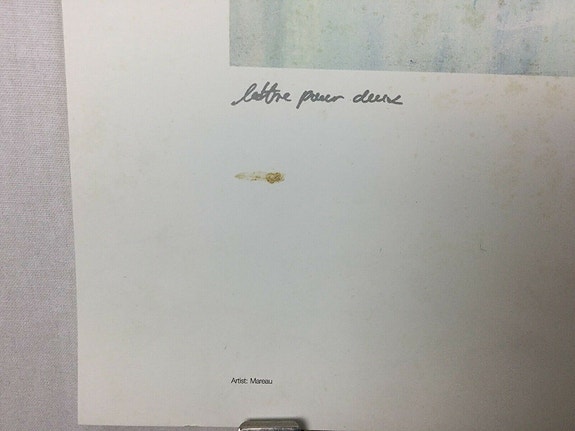 lettre pour deux
Artist: Mareau